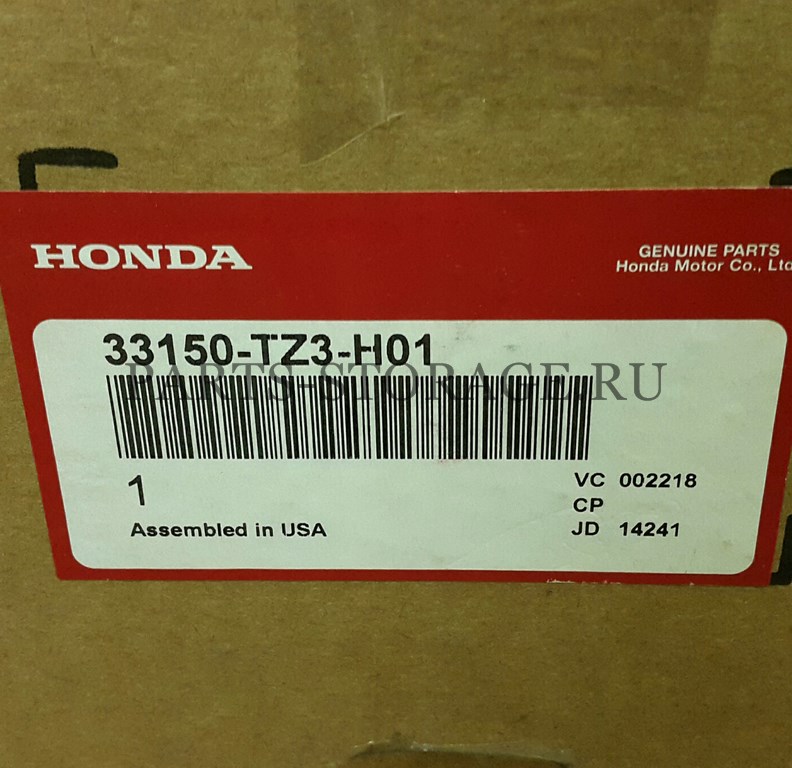 HONDA
GENUINE PARTS
Honda Motor Co., Ltd
33150-TZ3-H01
PARTS-STORAGE.RU
1
VC 002218
CP
Assembled in USA
JD 14241